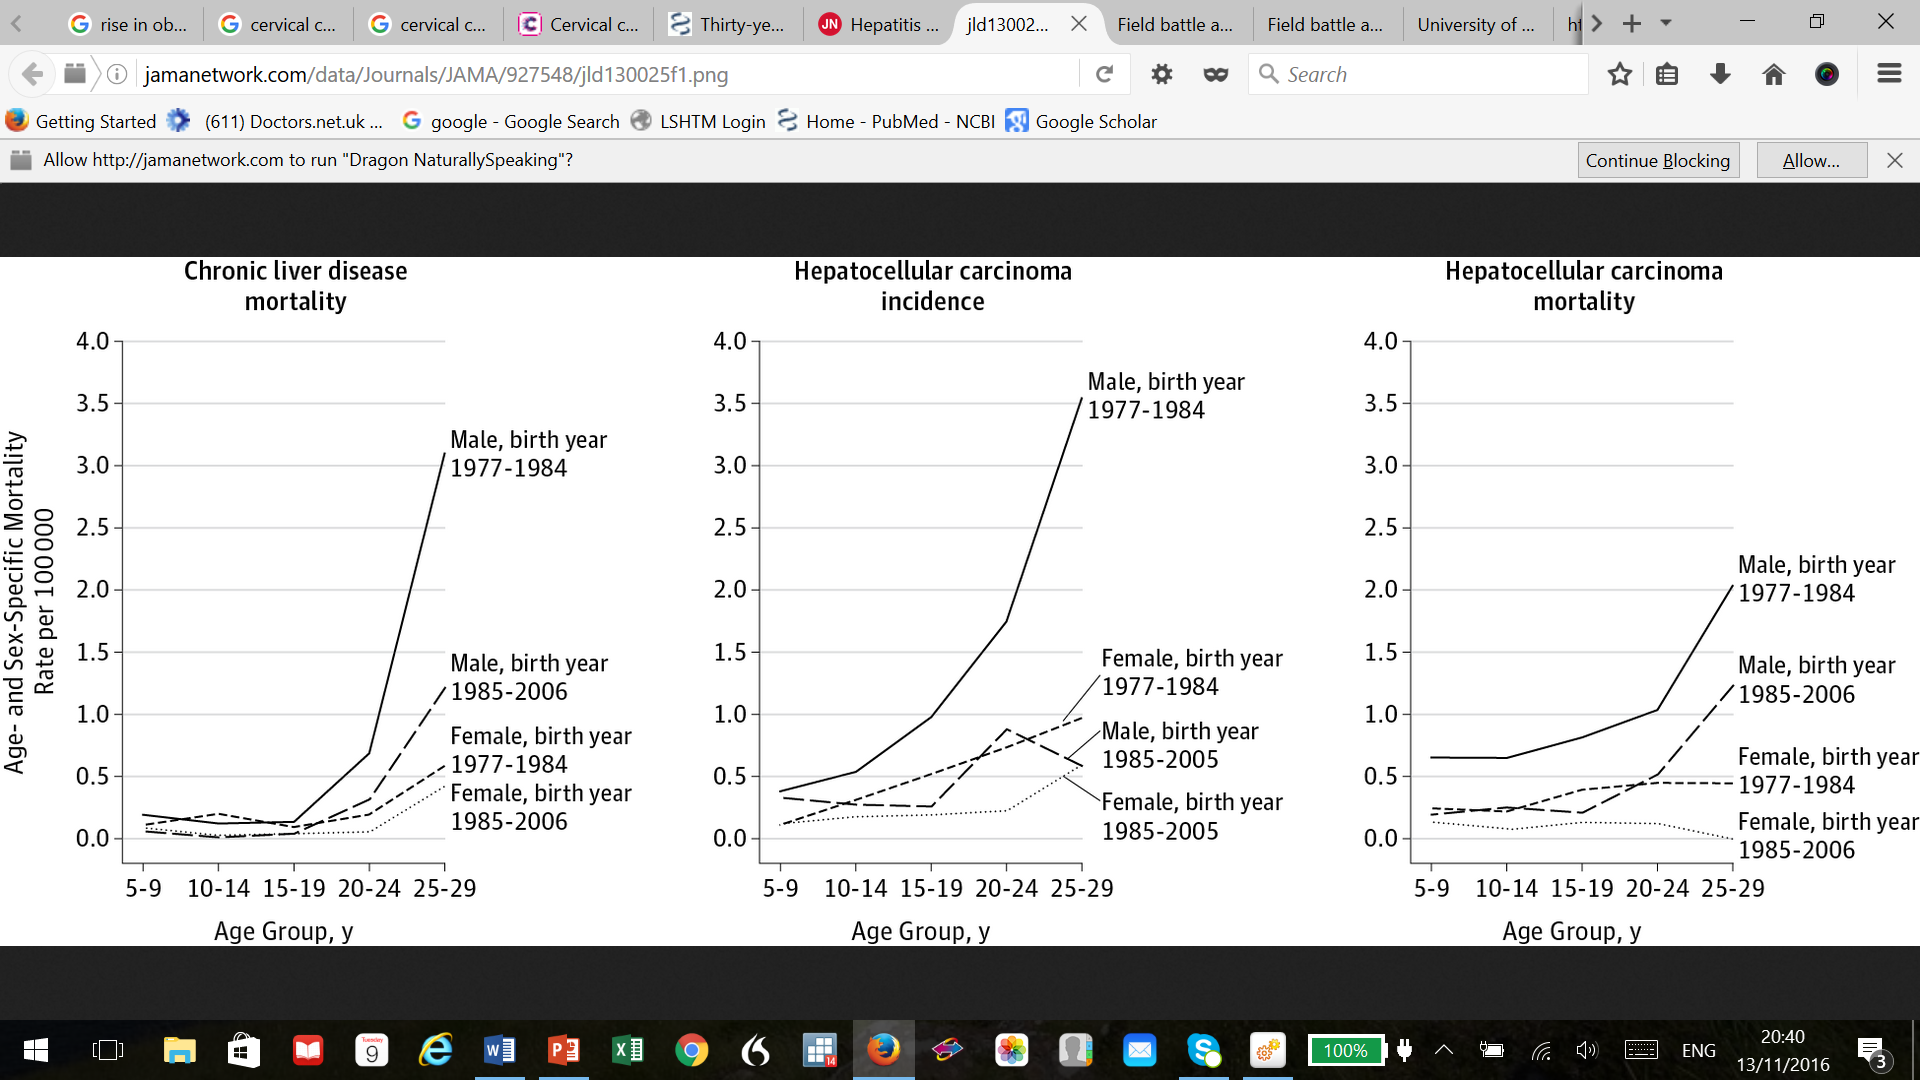 rise in ob...
cervical c...
cervical c...
Cervical c...
Thirty-ye...
JN Hepatitis ...
jld13002...
Field battle a...
Field battle a...
University of ...
jamanetwork.com/data/Journals/JAMA/927548/jld130025f1.png
Search
Getting Started
(611) Doctors.net.uk ...
google - Google Search
LSHTM Login
Home - PubMed - NCBI
Google Scholar
Allow http://jamanetwork.com to run "Dragon NaturallySpeaking"?
Continue Blocking
Allow...
Age- and Sex-Specific Mortality
Rate per 100 000
Chronic liver disease
mortality
4.0
3.5
3.0
2.5
2.0
1.5
1.0
0.5
0.0
Male, birth year
1977-1984
Male, birth year
1985-2006
Female, birth year
1977-1984
Female, birth year
1985-2006
5-9 10-14 15-19 20-24 25-29
Age Group, y
Hepatocellular carcinoma
incidence
4.0
3.5
3.0
2.5
2.0
1.5
1.0
0.5
0.0
Male, birth year
1977-1984
Female, birth year
1977-1984
Male, birth year
1985-2005
Female, birth year
1985-2005
5-9 10-14 15-19 20-24 25-29
Age Group, y
Hepatocellular carcinoma
mortality
4.0
3.5
3.0
2.5
2.0
1.5
1.0
0.5
0.0
Male, birth year
1977-1984
Male, birth year
1985-2006
Female, birth year
1977-1984
Female, birth year
1985-2006
5-9 10-14 15-19 20-24 25-29
Age Group, y
Tuesday
9
14
100%
ENG
20:40
13/11/2016
3